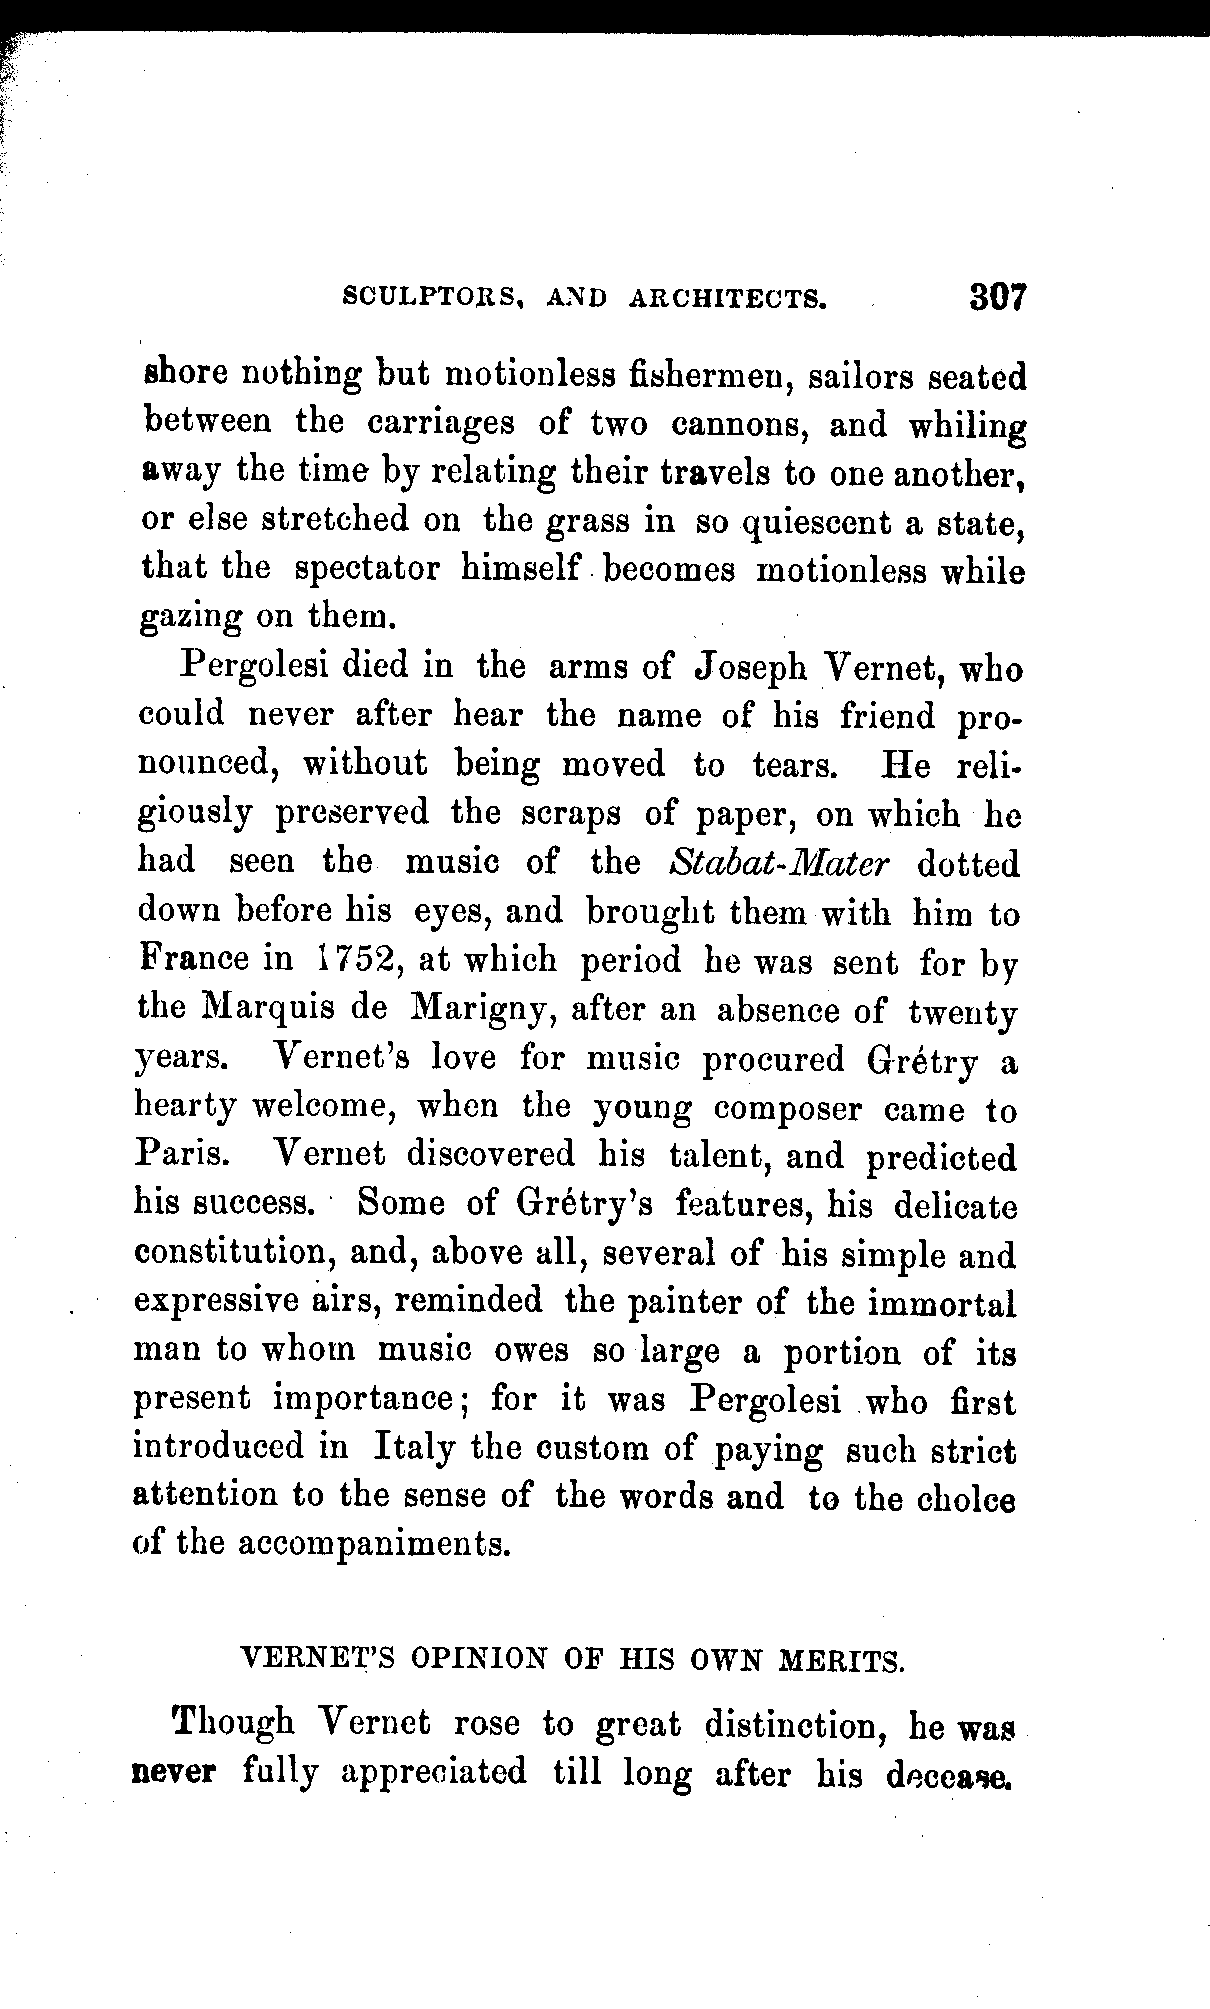 SCULPTORS, AND ARCHITECTS. 307
shore nothing but motionless fishermen, sailors seated
between the carriages of two cannons, and whiling
away the time by relating their travels to one another,
or else stretched on the grass in so quiescent a state,
that the spectator himself becomes motionless while
gazing on them.
Pergolesi died in the arms of Joseph Vernet, who
could never after hear the name of his friend pro-
nounced, without being moved to tears. He reli-
giously preserved the scraps of paper, on which he
had seen the music of the Stabat-Mater dotted
down before his eyes, and brought them with him to
France in 1752, at which period he was sent for by
the Marquis de Marigny, after an absence of twenty
years. Vernet's love for music procured Grétry a
hearty welcome, when the young composer came to
Paris. Vernet discovered his talent, and predicted
his success. Some of Grétry's features, his delicate
constitution, and, above all, several of his simple and
expressive airs, reminded the painter of the immortal
man to whom music owes so large a portion of its
present importance; for it was Pergolesi who first
introduced in Italy the custom of paying such strict
attention to the sense of the words and to the choice
of the accompaniments.
VERNET'S OPINION OF HIS OWN MERITS.
Though Vernet rose to great distinction, he was
never fully appreciated till long after his decease.